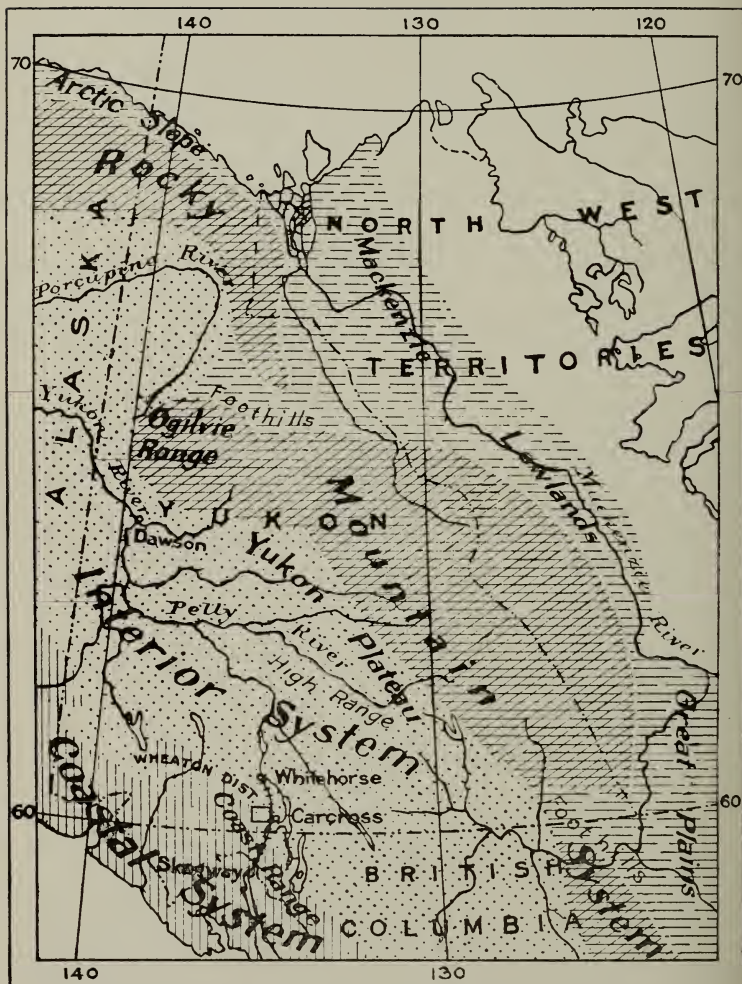 140
130
120
70
70
Arctic Slope
Rocky
NORTH WEST
Mackenzie
Porcupine River
TERRITORIES
ALASKA
Yukon
River
Foothills
Ogilvie
Range
Lowlands
Mackenzie River
YUKON
Mountain
Dawson
Yukon
Plateau
Interior
Pelly
River
High Range
System
Great Plains
Coastal
WHEATON DIST
Whitehorse
60
60
Carcross
Coast Range
Foothills
Skagway
BRITISH
System
System
COLUMBIA
140
130